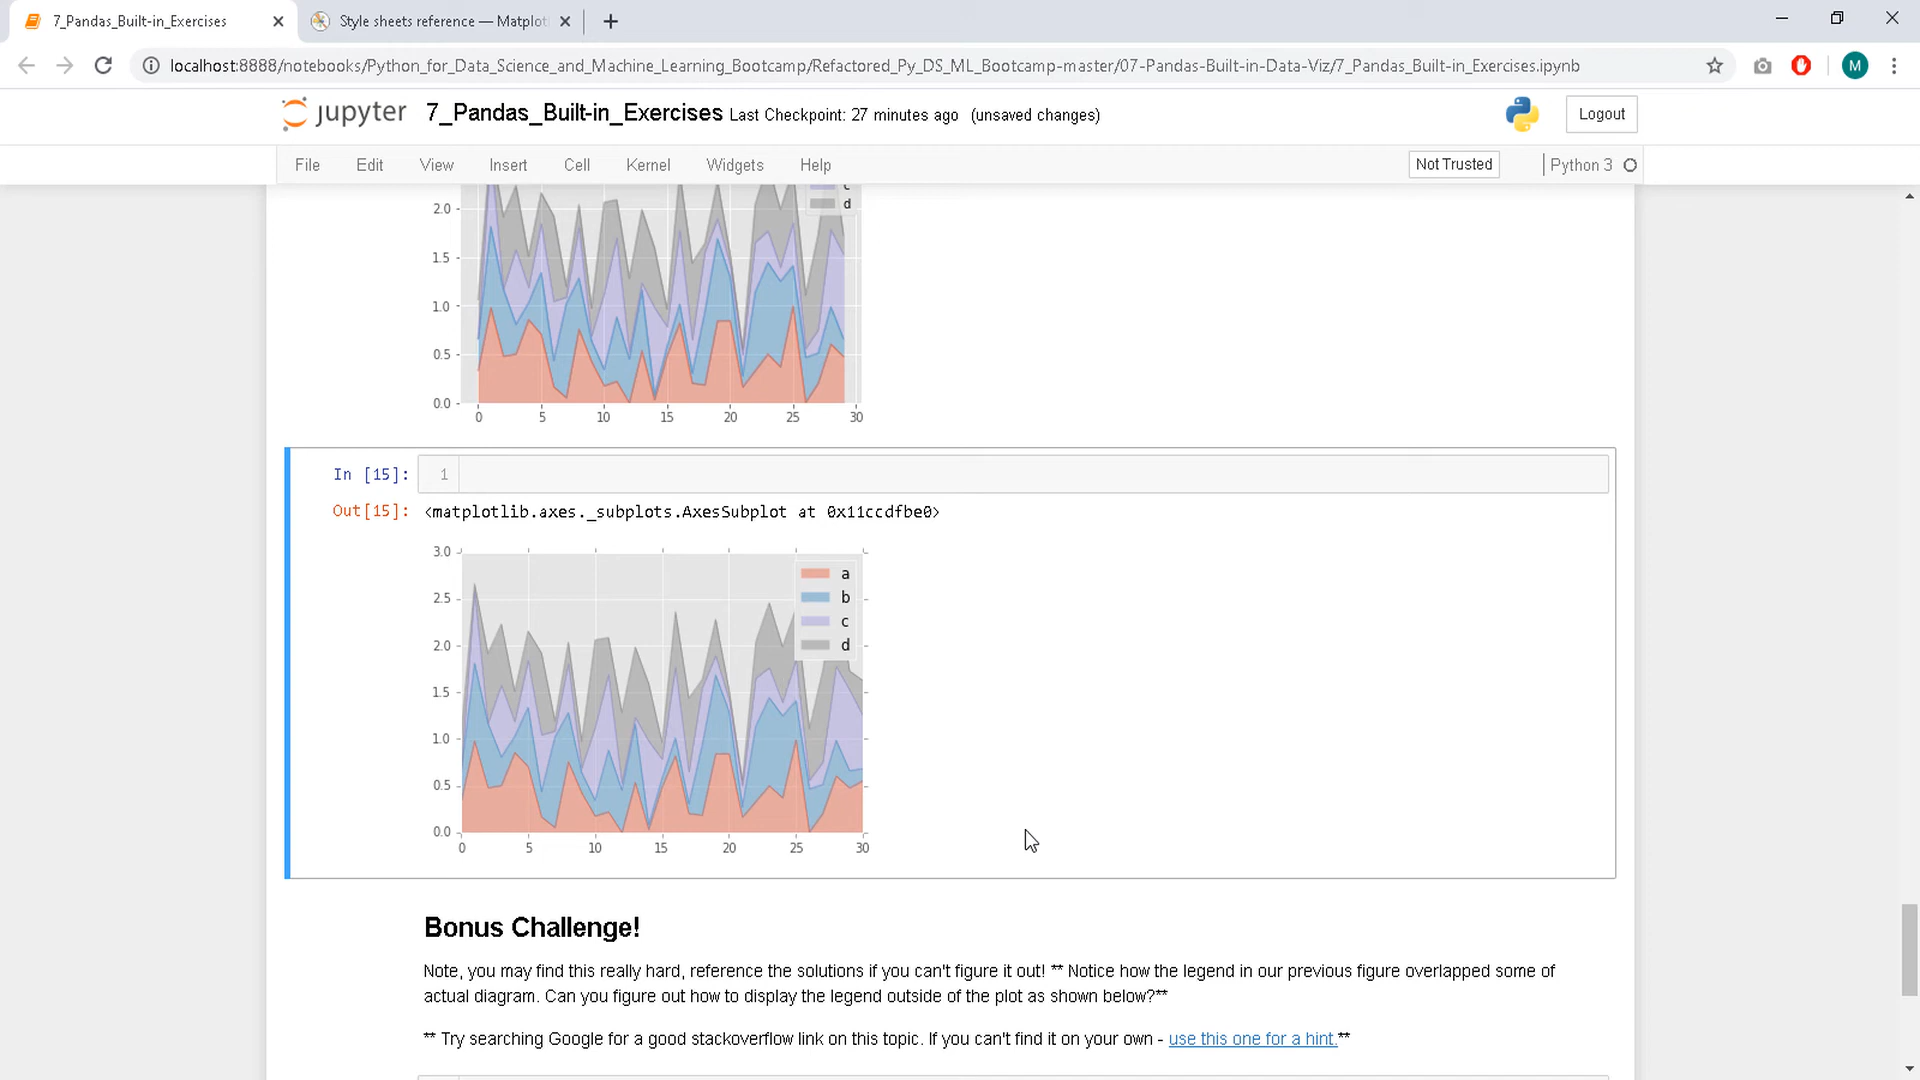 7_Pandas_Built-in_Exercises
Style sheets reference — Matplotl
localhost:8888/notebooks/Python_for_Data_Science_and_Machine_Learning_Bootcamp/Refactored_Py_DS_ML_Bootcamp-master/07-Pandas-Built-in-Data-Viz/7_Pandas_Built-in_Exercises.ipynb
M
jupyter 7_Pandas_Built-in_Exercises Last Checkpoint: 27 minutes ago (unsaved changes)
Logout
File Edit View Insert Cell Kernel Widgets Help
Not Trusted Python 3
c
2.0 d
1.5
1.0
0.5
0.0
0 5 10 15 20 25 30
In [15]: 1
Out[15]: <matplotlib.axes._subplots.AxesSubplot at 0x11ccdfbe0>
3.0
a
2.5 b
c
2.0 d
1.5
1.0
0.5
0.0
0 5 10 15 20 25 30
Bonus Challenge!
Note, you may find this really hard, reference the solutions if you can't figure it out! ** Notice how the legend in our previous figure overlapped some of
actual diagram. Can you figure out how to display the legend outside of the plot as shown below?**
** Try searching Google for a good stackoverflow link on this topic. If you can't find it on your own - use this one for a hint.**